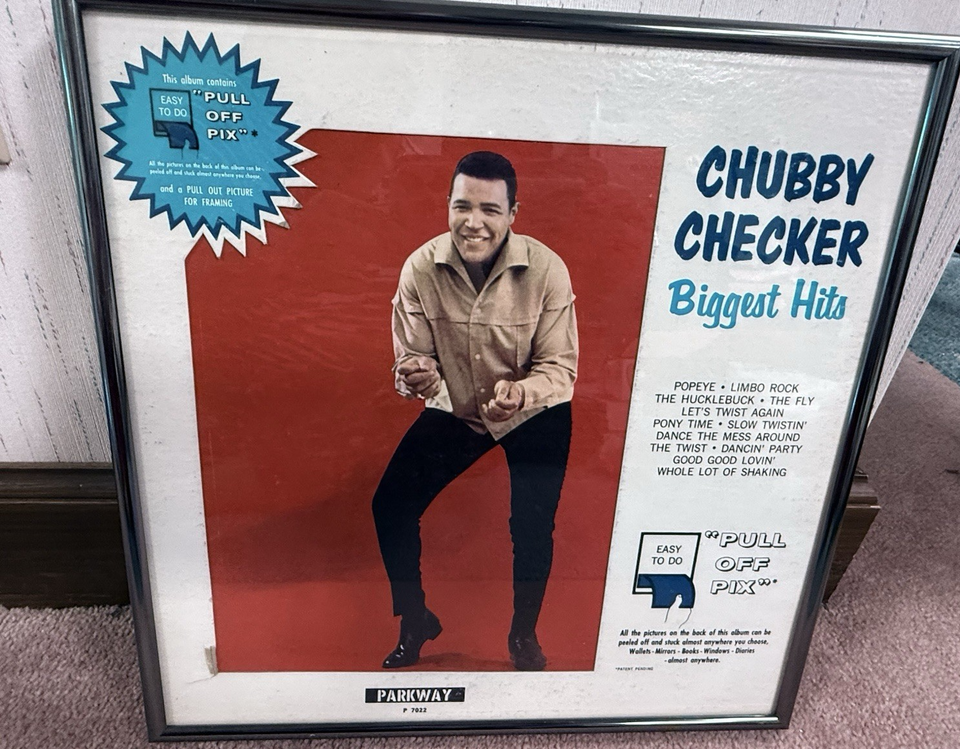 This album contains
EASY
TO DO
"PULL
OFF
PIX"*
All the pictures on the back of this album can be
peeled off and stuck almost anywhere you choose,
and a PULL OUT PICTURE
FOR FRAMING
CHUBBY
CHECKER
Biggest Hits
POPEYE • LIMBO ROCK
THE HUCKLEBUCK • THE FLY
LET'S TWIST AGAIN
PONY TIME • SLOW TWISTIN'
DANCE THE MESS AROUND
THE TWIST • DANCIN' PARTY
GOOD GOOD LOVIN'
WHOLE LOT OF SHAKING
EASY
TO DO
"PULL
OFF
PIX"*
All the pictures on the back of this album can be
peeled off and stuck almost anywhere you choose,
Wallets - Mirrors - Books - Windows - Diaries
- almost anywhere.
*PATENT PENDING
PARKWAY
P 7022